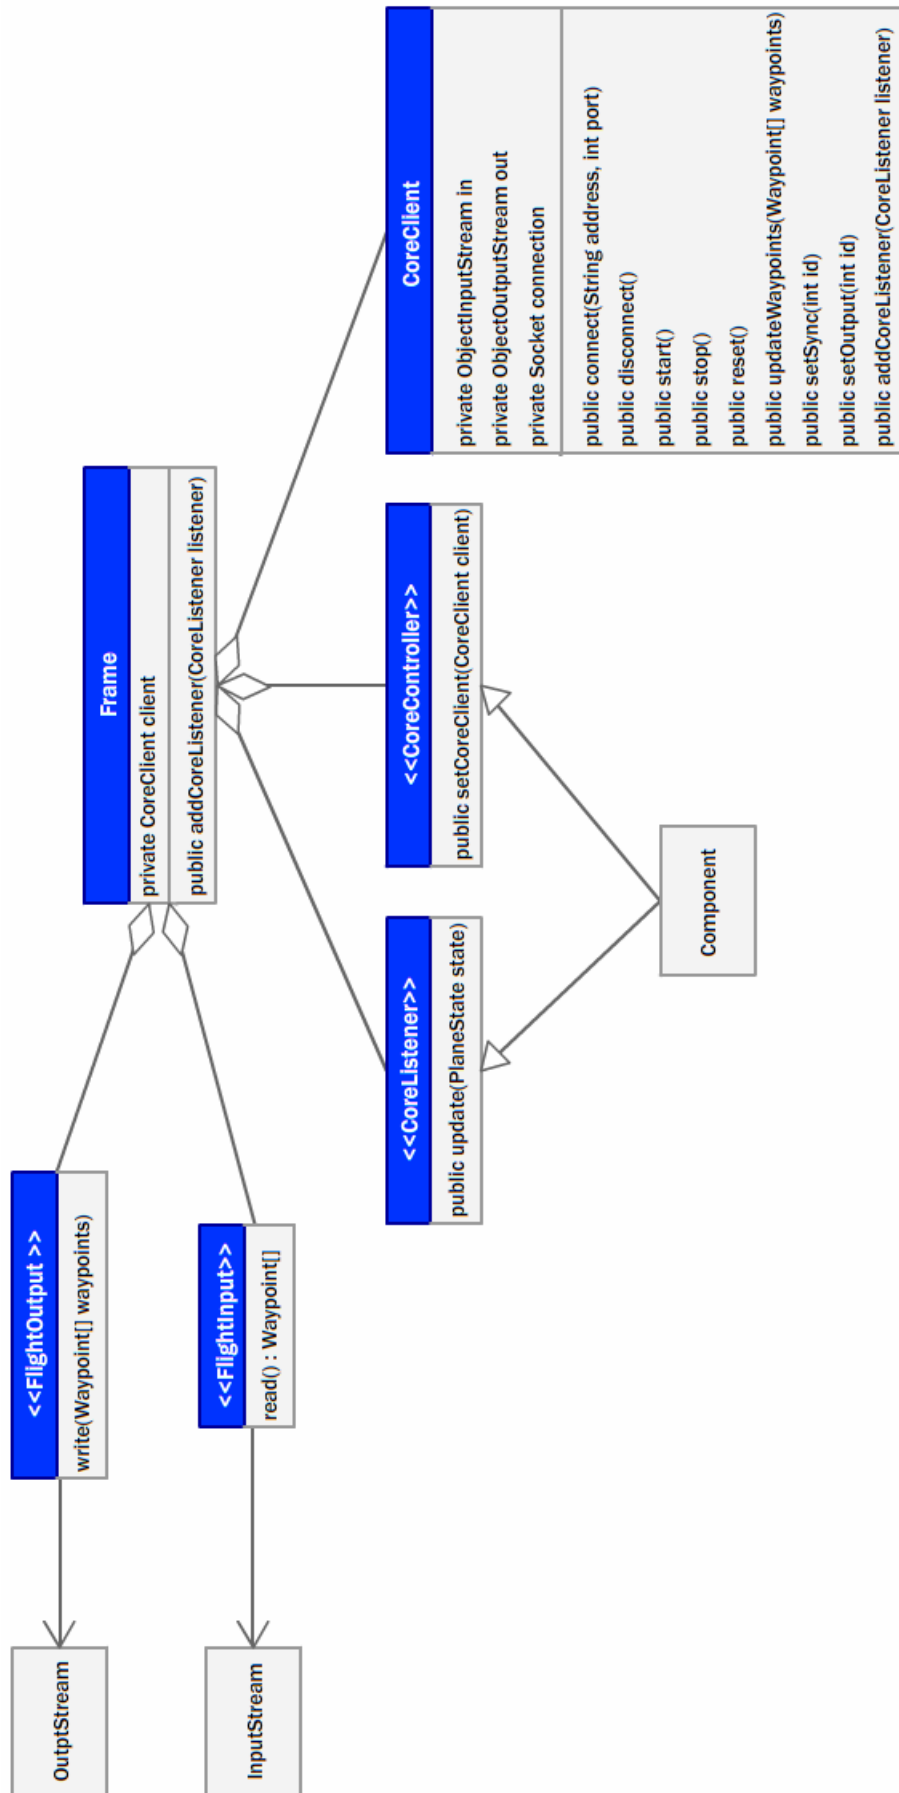 OutptStream
<<FlightOutput >>
write(Waypoint[] waypoints)
InputStream
<<FlightInput>>
read() : Waypoint[]
Frame
private CoreClient client
public addCoreListener(CoreListener listener)
<<CoreListener>>
public update(PlaneState state)
<<CoreController>>
public setCoreClient(CoreClient client)
CoreClient
private ObjectInputStream in
private ObjectOutputStream out
private Socket connection
public connect(String address, int port)
public disconnect()
public start()
public stop()
public reset()
public updateWaypoints(Waypoint[] waypoints)
public setSync(int id)
public setOutput(int id)
public addCoreListener(CoreListener listener)
Component